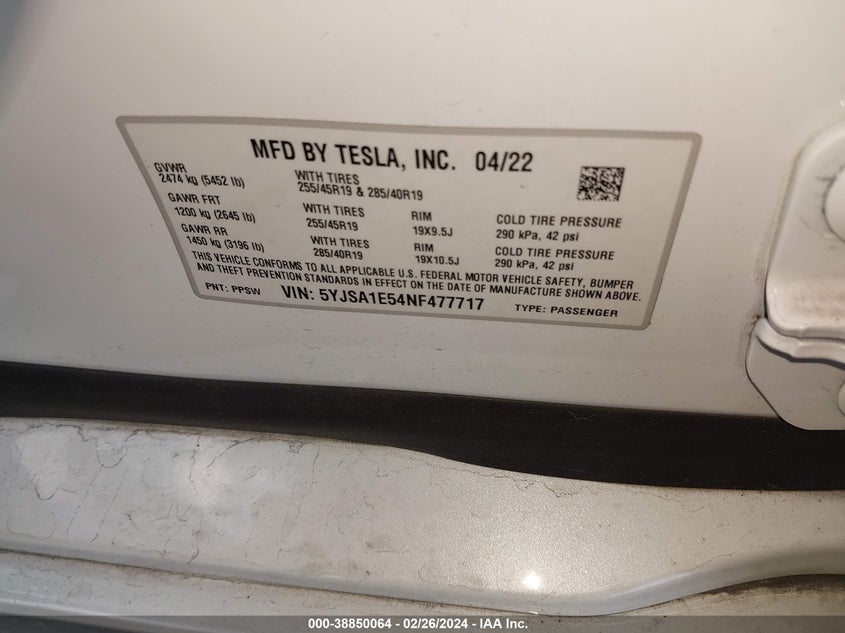 MFD BY TESLA, INC. 04/22
GVWR
2474 kg (5452 lb)
WITH TIRES
255/45R19 & 285/40R19
GAWR FRT
1200 kg (2645 lb)
WITH TIRES
255/45R19
RIM
19X9.5J
COLD TIRE PRESSURE
290 kPa, 42 psi
GAWR RR
1450 kg (3196 lb)
WITH TIRES
285/40R19
RIM
19X10.5J
COLD TIRE PRESSURE
290 kPa, 42 psi
THIS VEHICLE CONFORMS TO ALL APPLICABLE U.S. FEDERAL MOTOR VEHICLE SAFETY, BUMPER
AND THEFT PREVENTION STANDARDS IN EFFECT ON THE DATE OF MANUFACTURE SHOWN ABOVE.
PNT: PPSW VIN: 5YJSA1E54NF477717 TYPE: PASSENGER
000-38850064 - 02/26/2024 - IAA Inc.